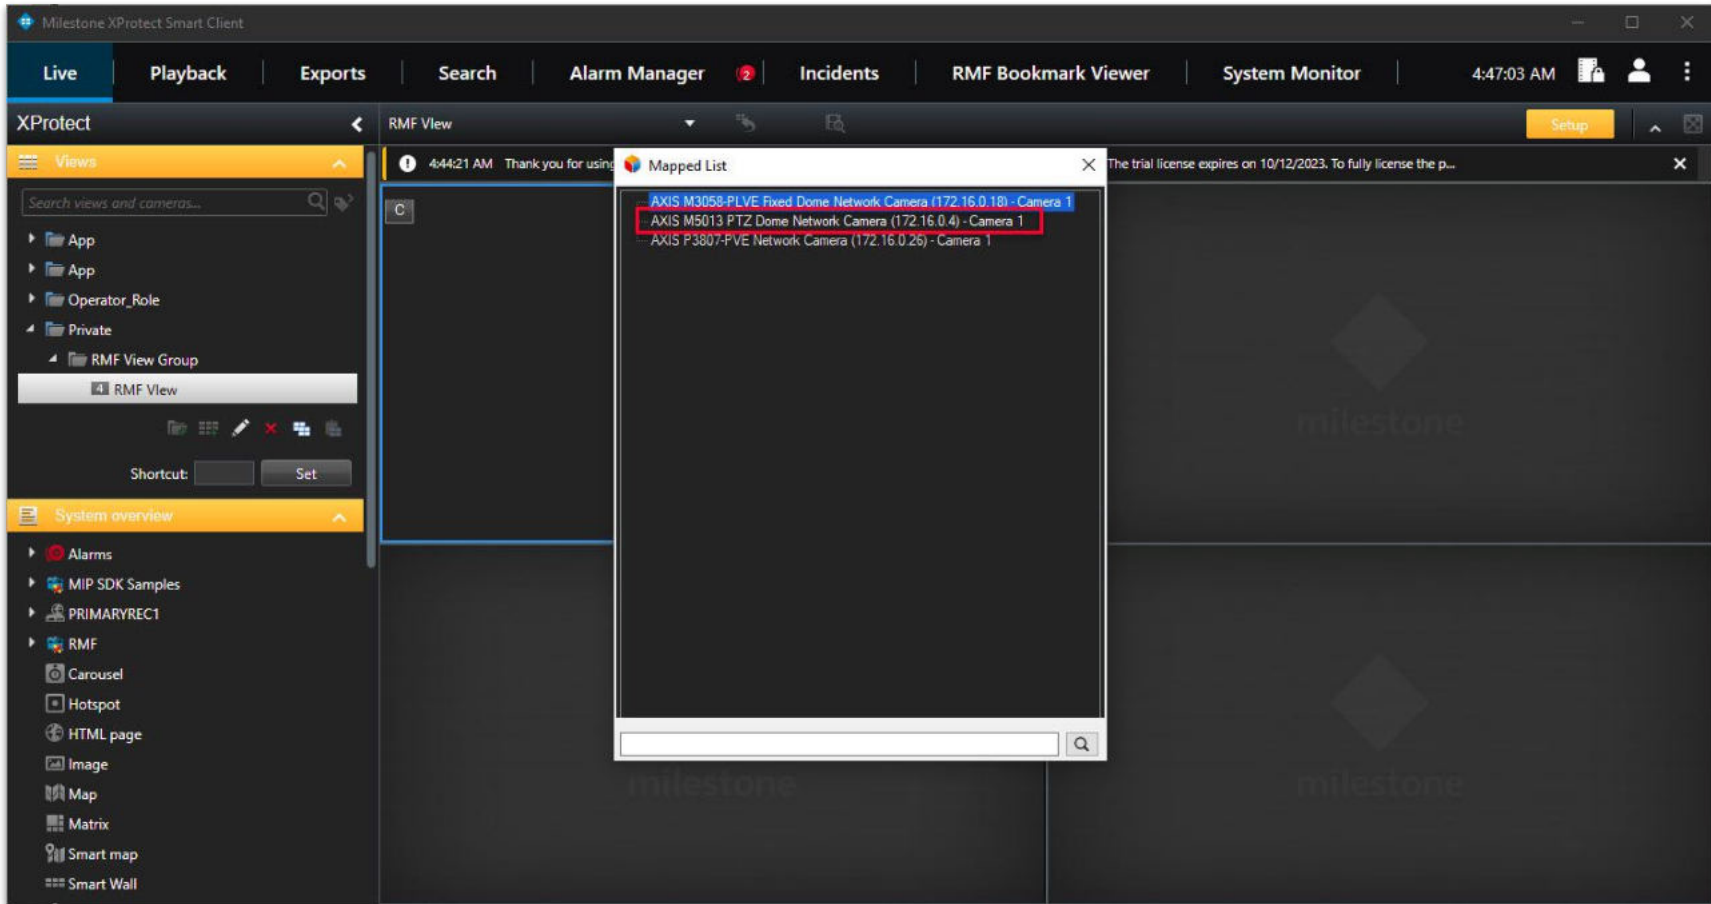 Milestone XProtect Smart Client
Live
Playback
Exports
Search
Alarm Manager
2
Incidents
RMF Bookmark Viewer
System Monitor
4:47:03 AM
XProtect
RMF VIew
Setup
Views
4:44:21 AM Thank you for using
The trial license expires on 10/12/2023. To fully license the p...
Mapped List
Search views and cameras...
C
AXIS M3058-PLVE Fixed Dome Network Camera (172.16.0.18) - Camera 1
AXIS M5013 PTZ Dome Network Camera (172.16.0.4) - Camera 1
AXIS P3807-PVE Network Camera (172.16.0.26) - Camera 1
App
App
Operator_Role
Private
RMF View Group
4 RMF VIew
Shortcut:
Set
System overview
Alarms
MIP SDK Samples
PRIMARYREC1
RMF
Carousel
Hotspot
HTML page
Image
Map
Matrix
Smart map
Smart Wall
milestone
milestone
milestone